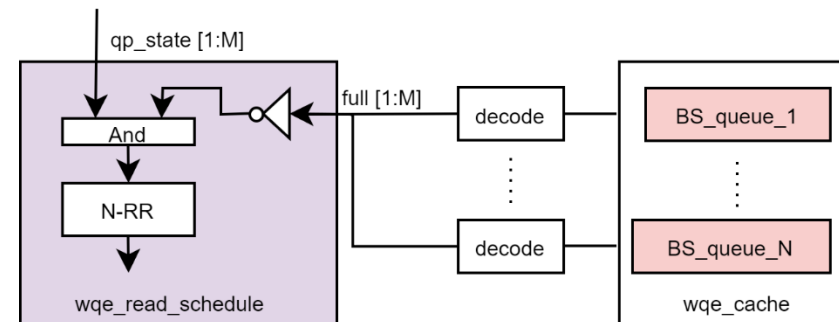 qp_state [1:M]
full [1:M]
And
N-RR
wqe_read_schedule
decode
decode
BS_queue_1
BS_queue_N
wqe_cache